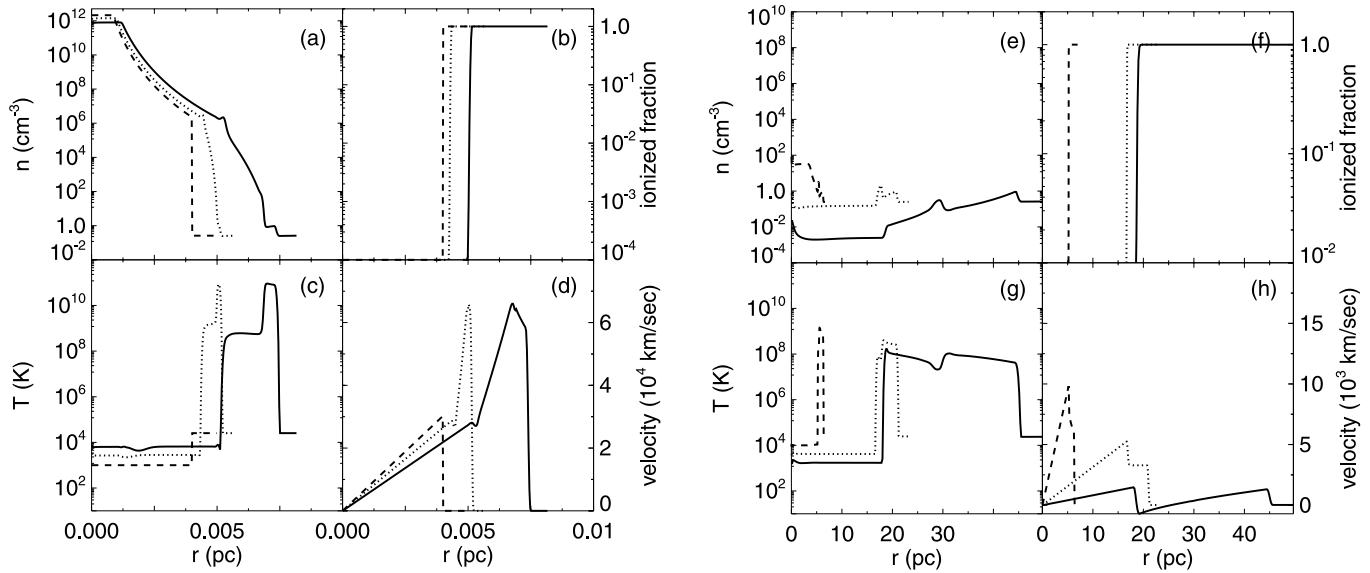 (a)
(b)
(e)
(f)
n (cm⁻³)
10¹²
10¹⁰
10⁸
10⁶
10⁴
10²
1.0
10⁻²
ionized fraction
1.0
10⁻¹
10⁻²
10⁻³
10⁻⁴
n (cm⁻³)
10¹⁰
10⁸
10⁶
10⁴
10²
1.0
10⁻²
10⁻⁴
ionized fraction
1.0
10⁻¹
10⁻²
(c)
(d)
(g)
(h)
T (K)
10¹⁰
10⁸
10⁶
10⁴
10²
velocity (10⁴ km/sec)
6
4
2
0
T (K)
10¹⁰
10⁸
10⁶
10⁴
10²
velocity (10³ km/sec)
15
10
5
0
0.000 0.005 0.000 0.005 0.01
r (pc) r (pc)
0 10 20 30 40 0 10 20 30 40
r (pc) r (pc)